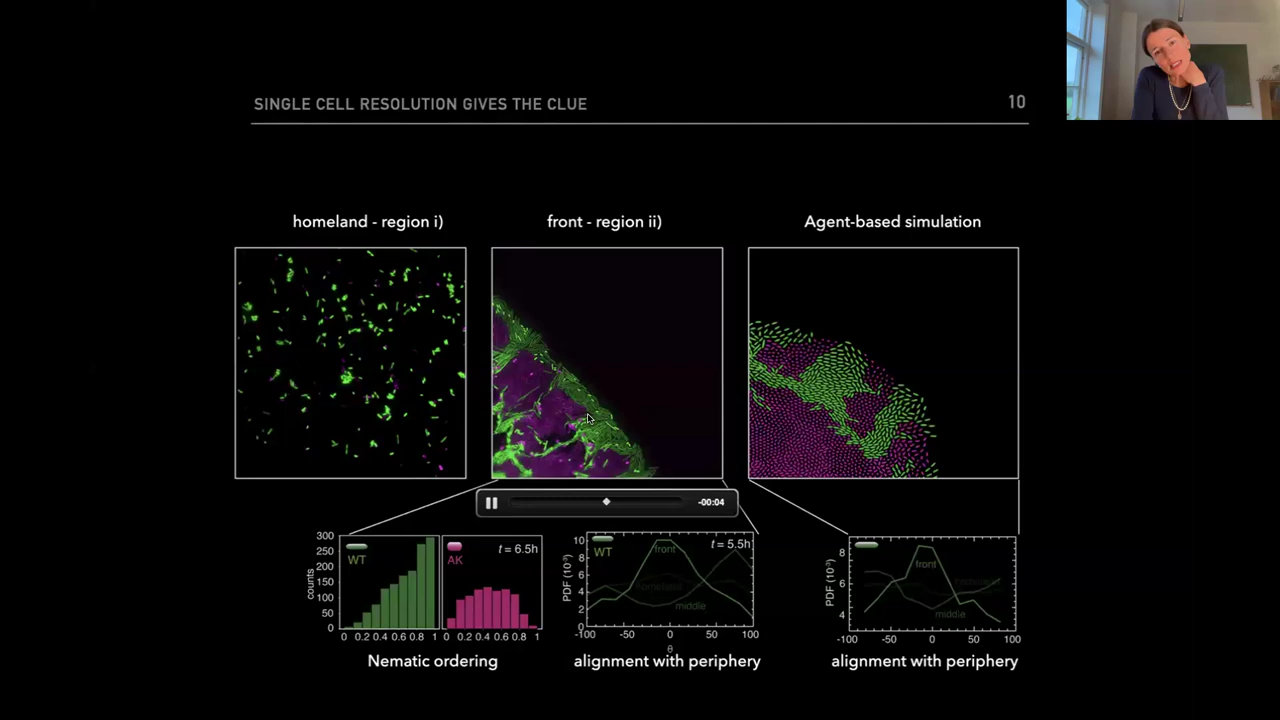 SINGLE CELL RESOLUTION GIVES THE CLUE
10
homeland - region i)
front - region ii)
Agent-based simulation
-00:04
300
250
200
150
100
50
0
counts
WT
AK
t = 6.5h
0 0.2 0.4 0.6 0.8 1
0 0.2 0.4 0.6 0.8 1
Nematic ordering
10
8
6
4
2
0
PDF (10⁻³)
WT
front
t = 5.5h
homeland
middle
-100 -50 0 50 100
θ
alignment with periphery
8
6
4
PDF (10⁻³)
front
homeland
middle
-100 -50 0 50 100
alignment with periphery